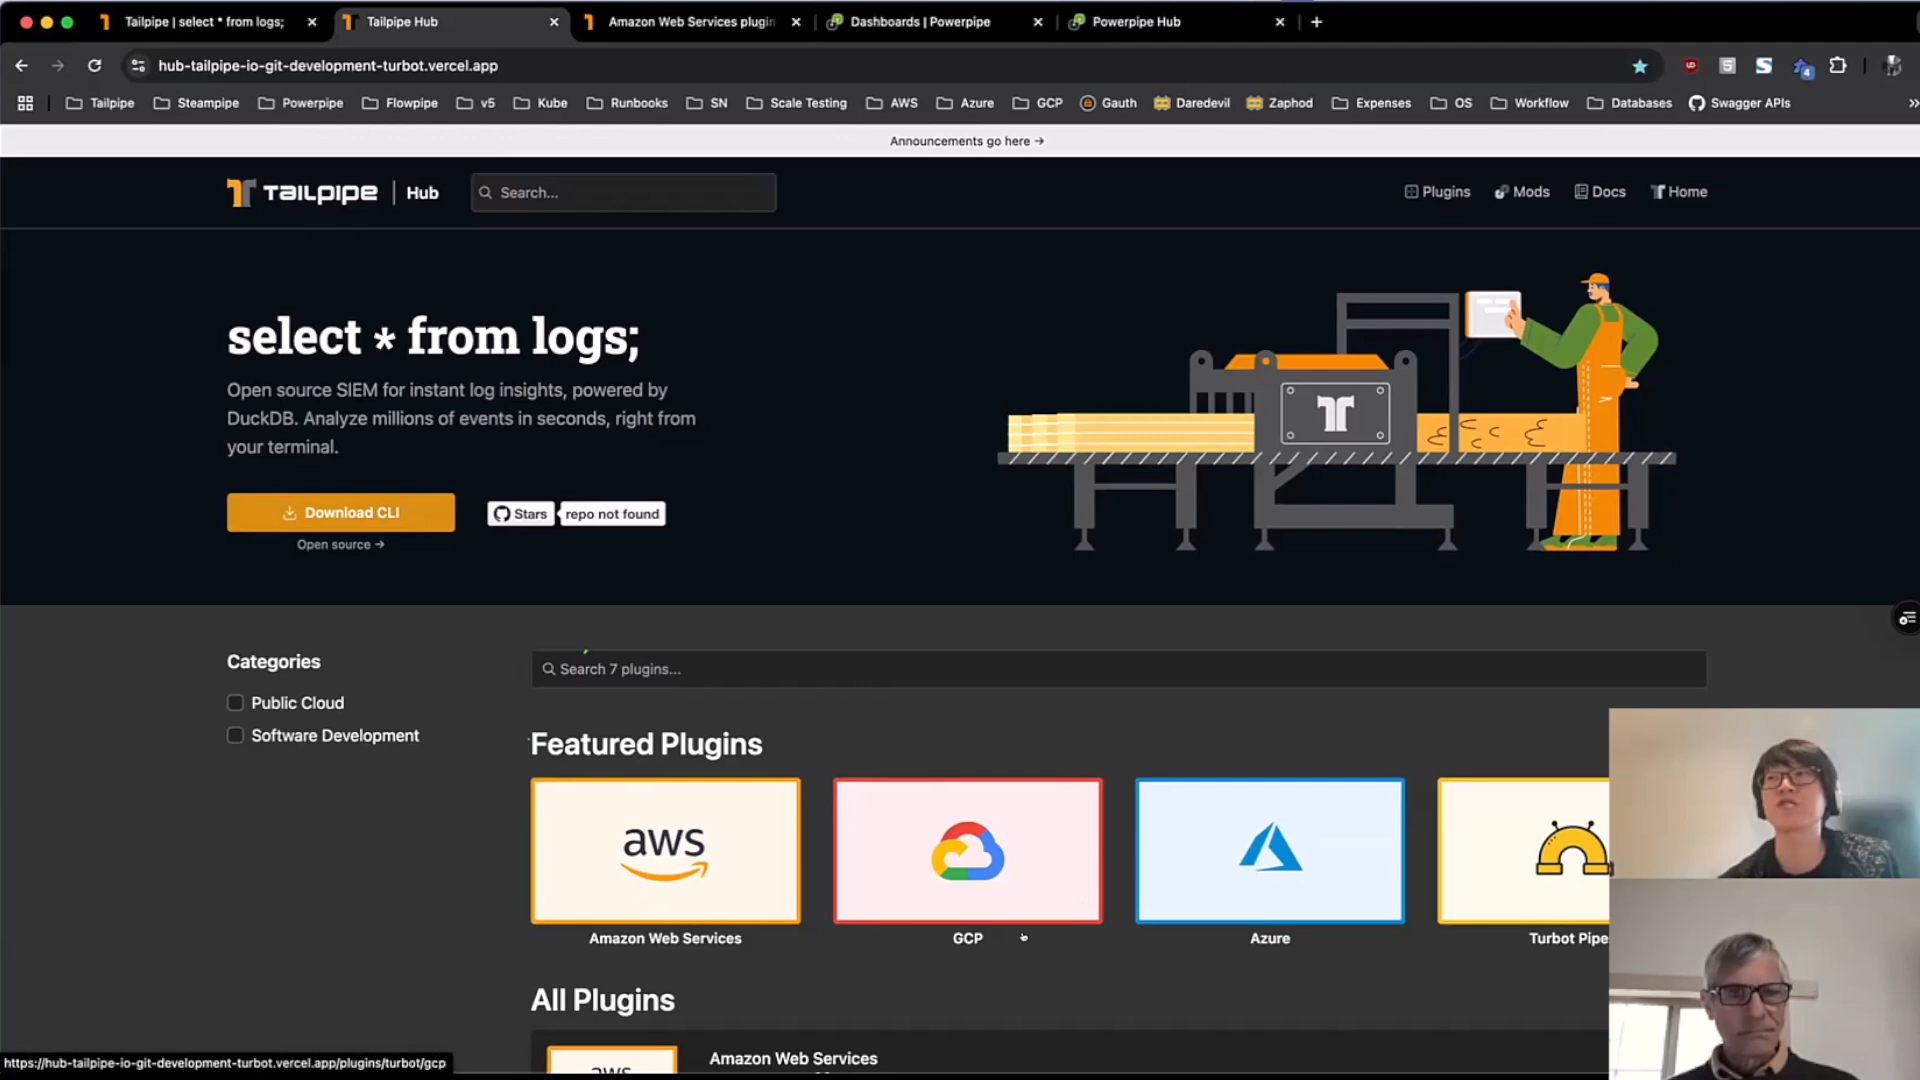 Tailpipe | select * from logs;
Tailpipe Hub
Amazon Web Services plugin
Dashboards | Powerpipe
Powerpipe Hub
hub-tailpipe-io-git-development-turbot.vercel.app
4
Tailpipe
Steampipe
Powerpipe
Flowpipe
v5
Kube
Runbooks
SN
Scale Testing
AWS
Azure
GCP
Gauth
Daredevil
Zaphod
Expenses
OS
Workflow
Databases
Swagger APIs
Announcements go here →
TAILPIPE | Hub
Search...
Plugins
Mods
Docs
Home
select * from logs;
Open source SIEM for instant log insights, powered by
DuckDB. Analyze millions of events in seconds, right from
your terminal.
Download CLI
Stars
repo not found
Open source →
Categories
Public Cloud
Software Development
Search 7 plugins...
Featured Plugins
aws
Amazon Web Services
GCP
Azure
Turbot Pipe
All Plugins
aws
Amazon Web Services
https://hub-tailpipe-io-git-development-turbot.vercel.app/plugins/turbot/gcp